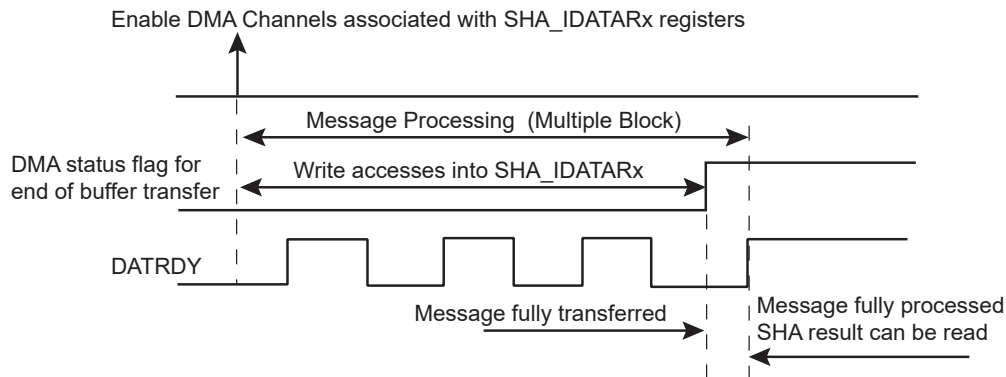 Enable DMA Channels associated with SHA_IDATARx registers
Message Processing (Multiple Block)
DMA status flag for
end of buffer transfer
Write accesses into SHA_IDATARx
DATRDY
Message fully transferred
Message fully processed
SHA result can be read